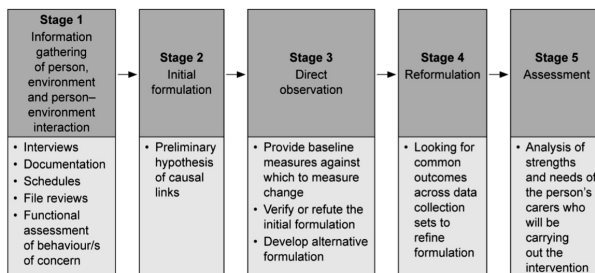 Stage 1
Information
gathering
of person,
environment
and person–
environment
interaction
• Interviews
• Documentation
• Schedules
• File reviews
• Functional
assessment
of behaviour/s
of concern
Stage 2
Initial
formulation
• Preliminary
hypothesis
of causal
links
Stage 3
Direct
observation
• Provide baseline
measures against
which to measure
change
• Verify or refute the
initial formulation
• Develop alternative
formulation
Stage 4
Reformulation
• Looking for
common
outcomes
across data
collection
sets to
refine
formulation
Stage 5
Assessment
• Analysis of
strengths
and needs of
the person's
carers who
will be
carrying
out the
intervention